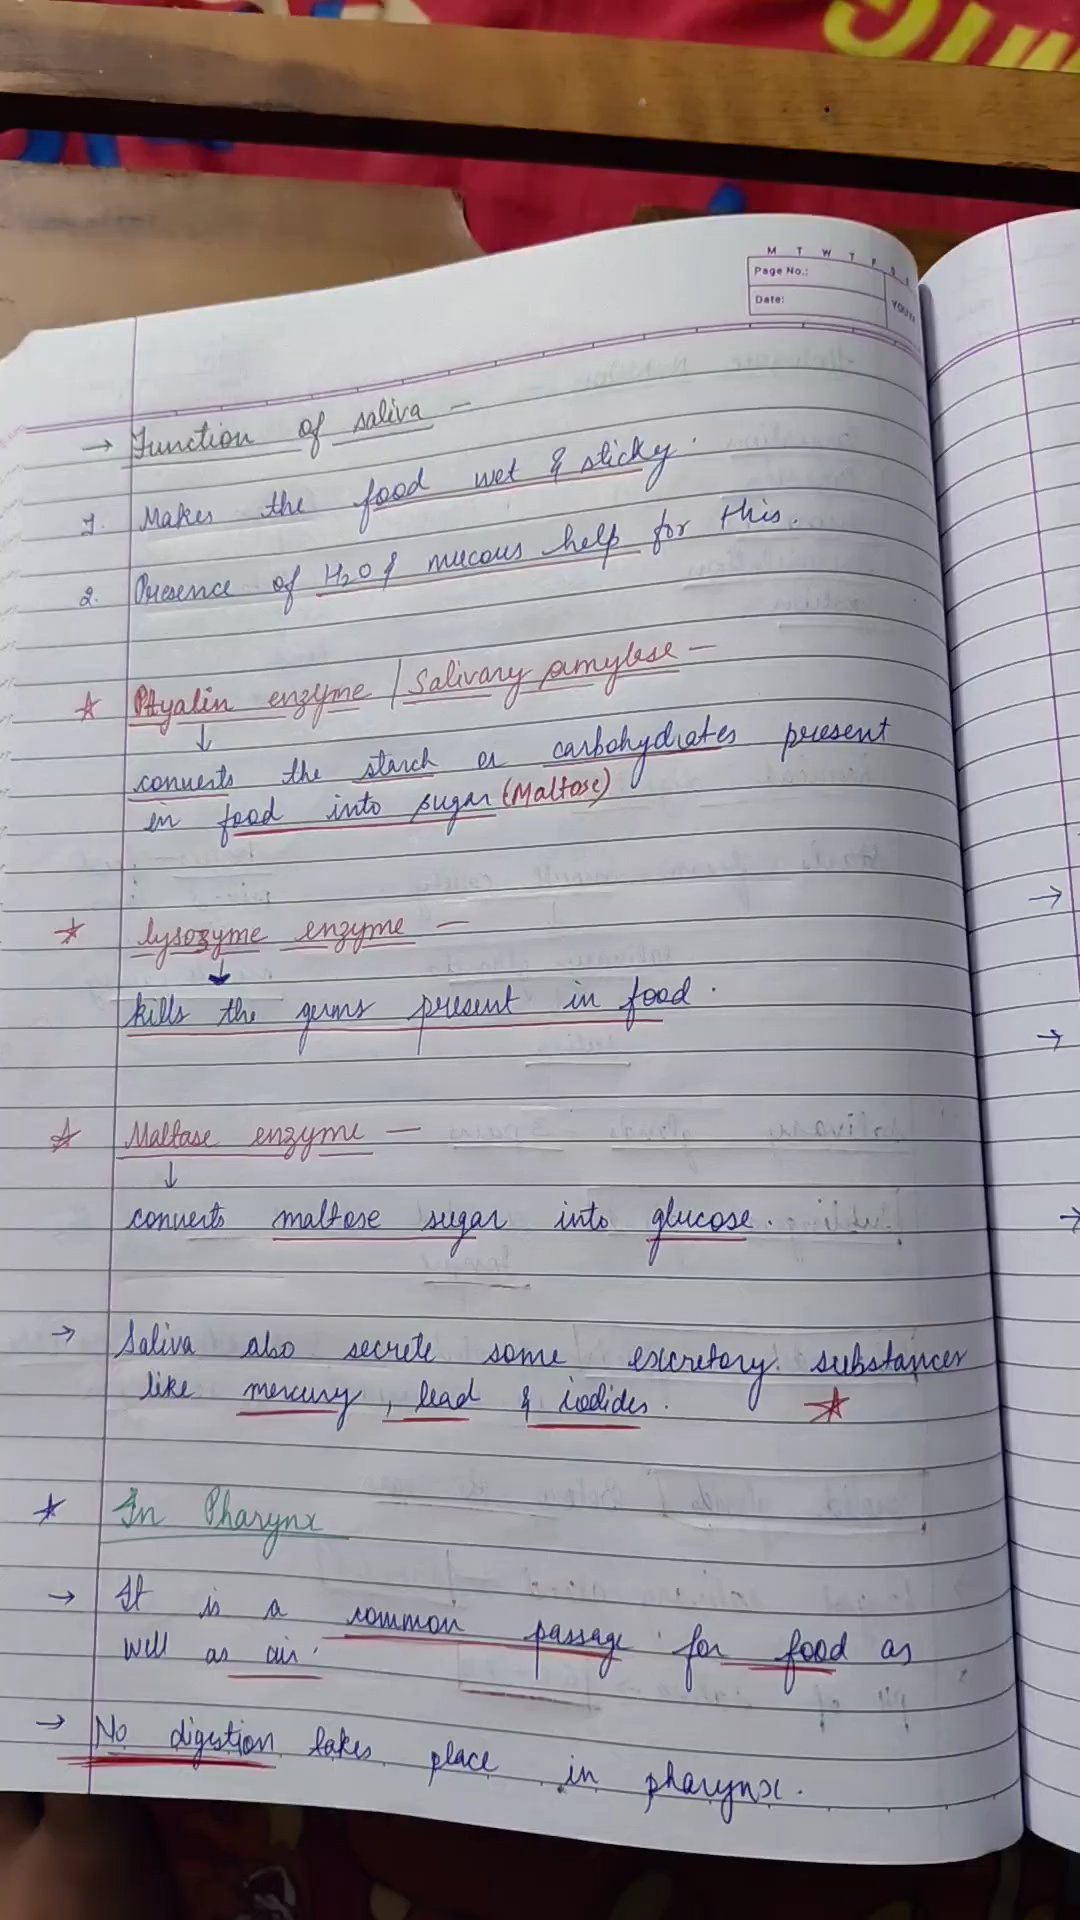 MIG
M T W T F S S
Page No.:
Date:
YOUVA
→ Function of saliva —
1. Makes the food wet & sticky.
2. Presence of H2O & mucous help for this.
☆ Ptyalin enzyme / Salivary amylese —
↓
converts the starch or carbohydrates present
in food into sugar (Maltose)
☆ lysozyme enzyme —
↓
kills the germs present in food.
☆ Maltase enzyme —
↓
converts maltose sugar into glucose.
→ Saliva also secrete some excretory substances
like mercury, lead & iodides. ☆
☆ In Pharynx
→ It is a common passage for food as
well as air.
→ No digestion takes place in pharynx.